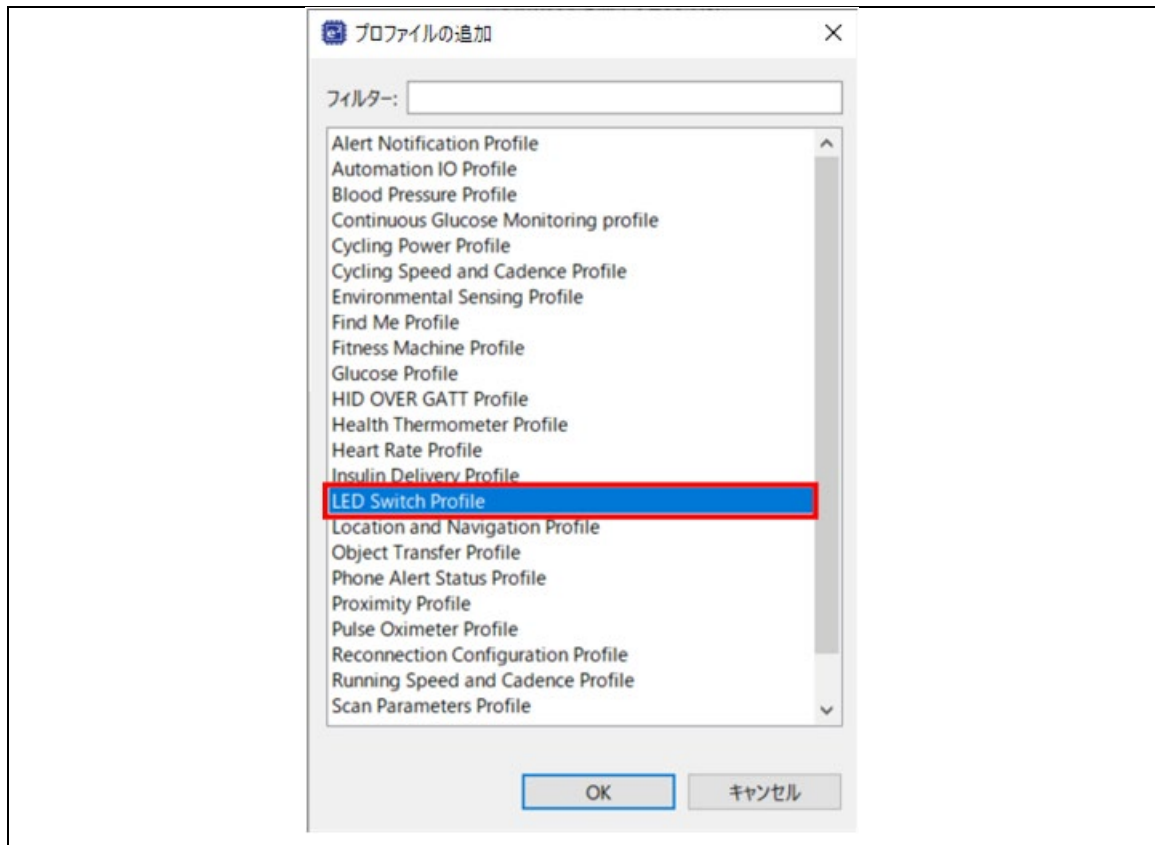 プロファイルの追加
フィルター:
Alert Notification Profile
Automation IO Profile
Blood Pressure Profile
Continuous Glucose Monitoring profile
Cycling Power Profile
Cycling Speed and Cadence Profile
Environmental Sensing Profile
Find Me Profile
Fitness Machine Profile
Glucose Profile
HID OVER GATT Profile
Health Thermometer Profile
Heart Rate Profile
Insulin Delivery Profile
LED Switch Profile
Location and Navigation Profile
Object Transfer Profile
Phone Alert Status Profile
Proximity Profile
Pulse Oximeter Profile
Reconnection Configuration Profile
Running Speed and Cadence Profile
Scan Parameters Profile
OK キャンセル